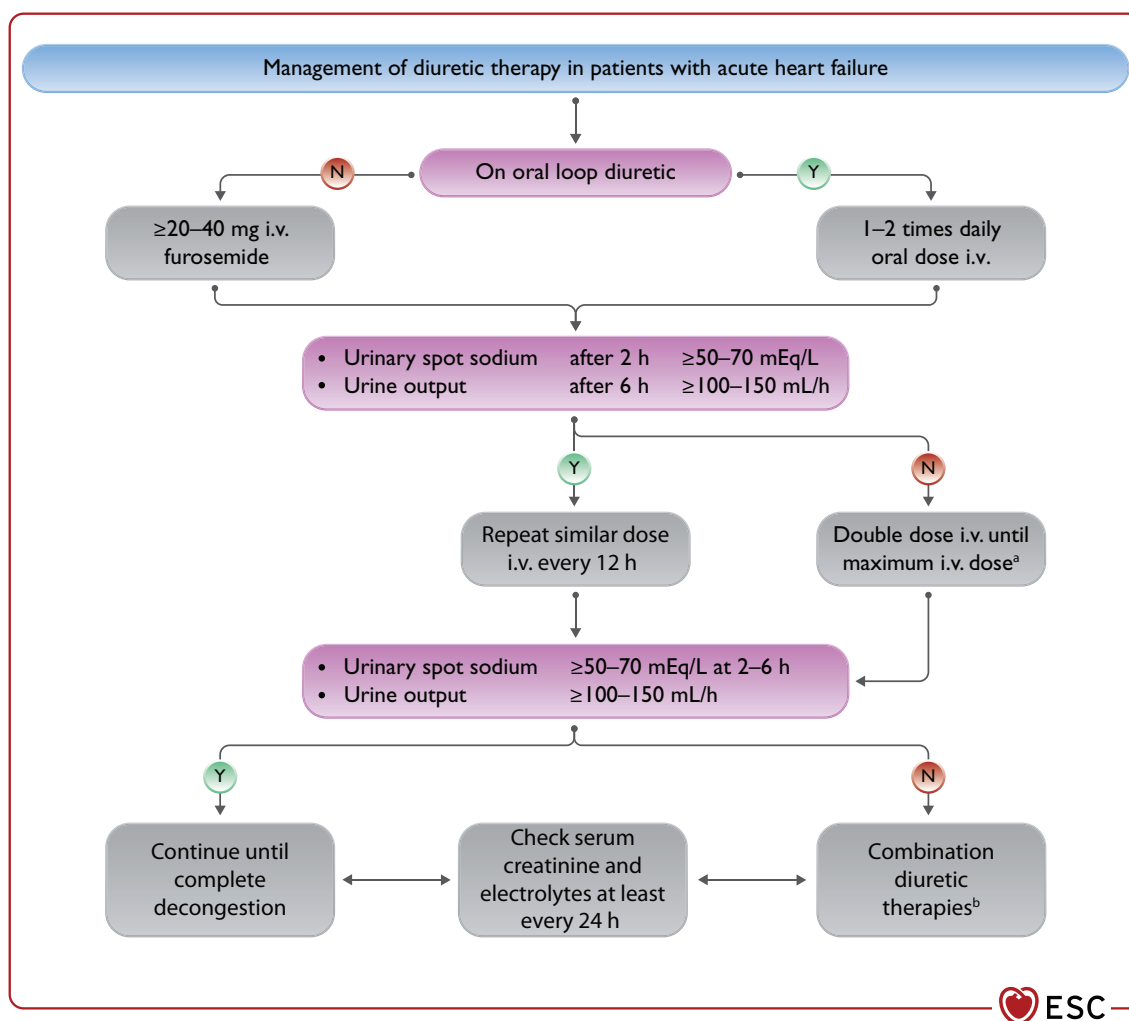 Management of diuretic therapy in patients with acute heart failure
On oral loop diuretic
N
Y
≥20–40 mg i.v.
furosemide
1–2 times daily
oral dose i.v.
• Urinary spot sodium after 2 h ≥50–70 mEq/L
• Urine output after 6 h ≥100–150 mL/h
Y
N
Repeat similar dose
i.v. every 12 h
Double dose i.v. until
maximum i.v. doseᵃ
• Urinary spot sodium ≥50–70 mEq/L at 2–6 h
• Urine output ≥100–150 mL/h
Y
N
Continue until
complete
decongestion
Check serum
creatinine and
electrolytes at least
every 24 h
Combination
diuretic
therapiesᵇ
ESC